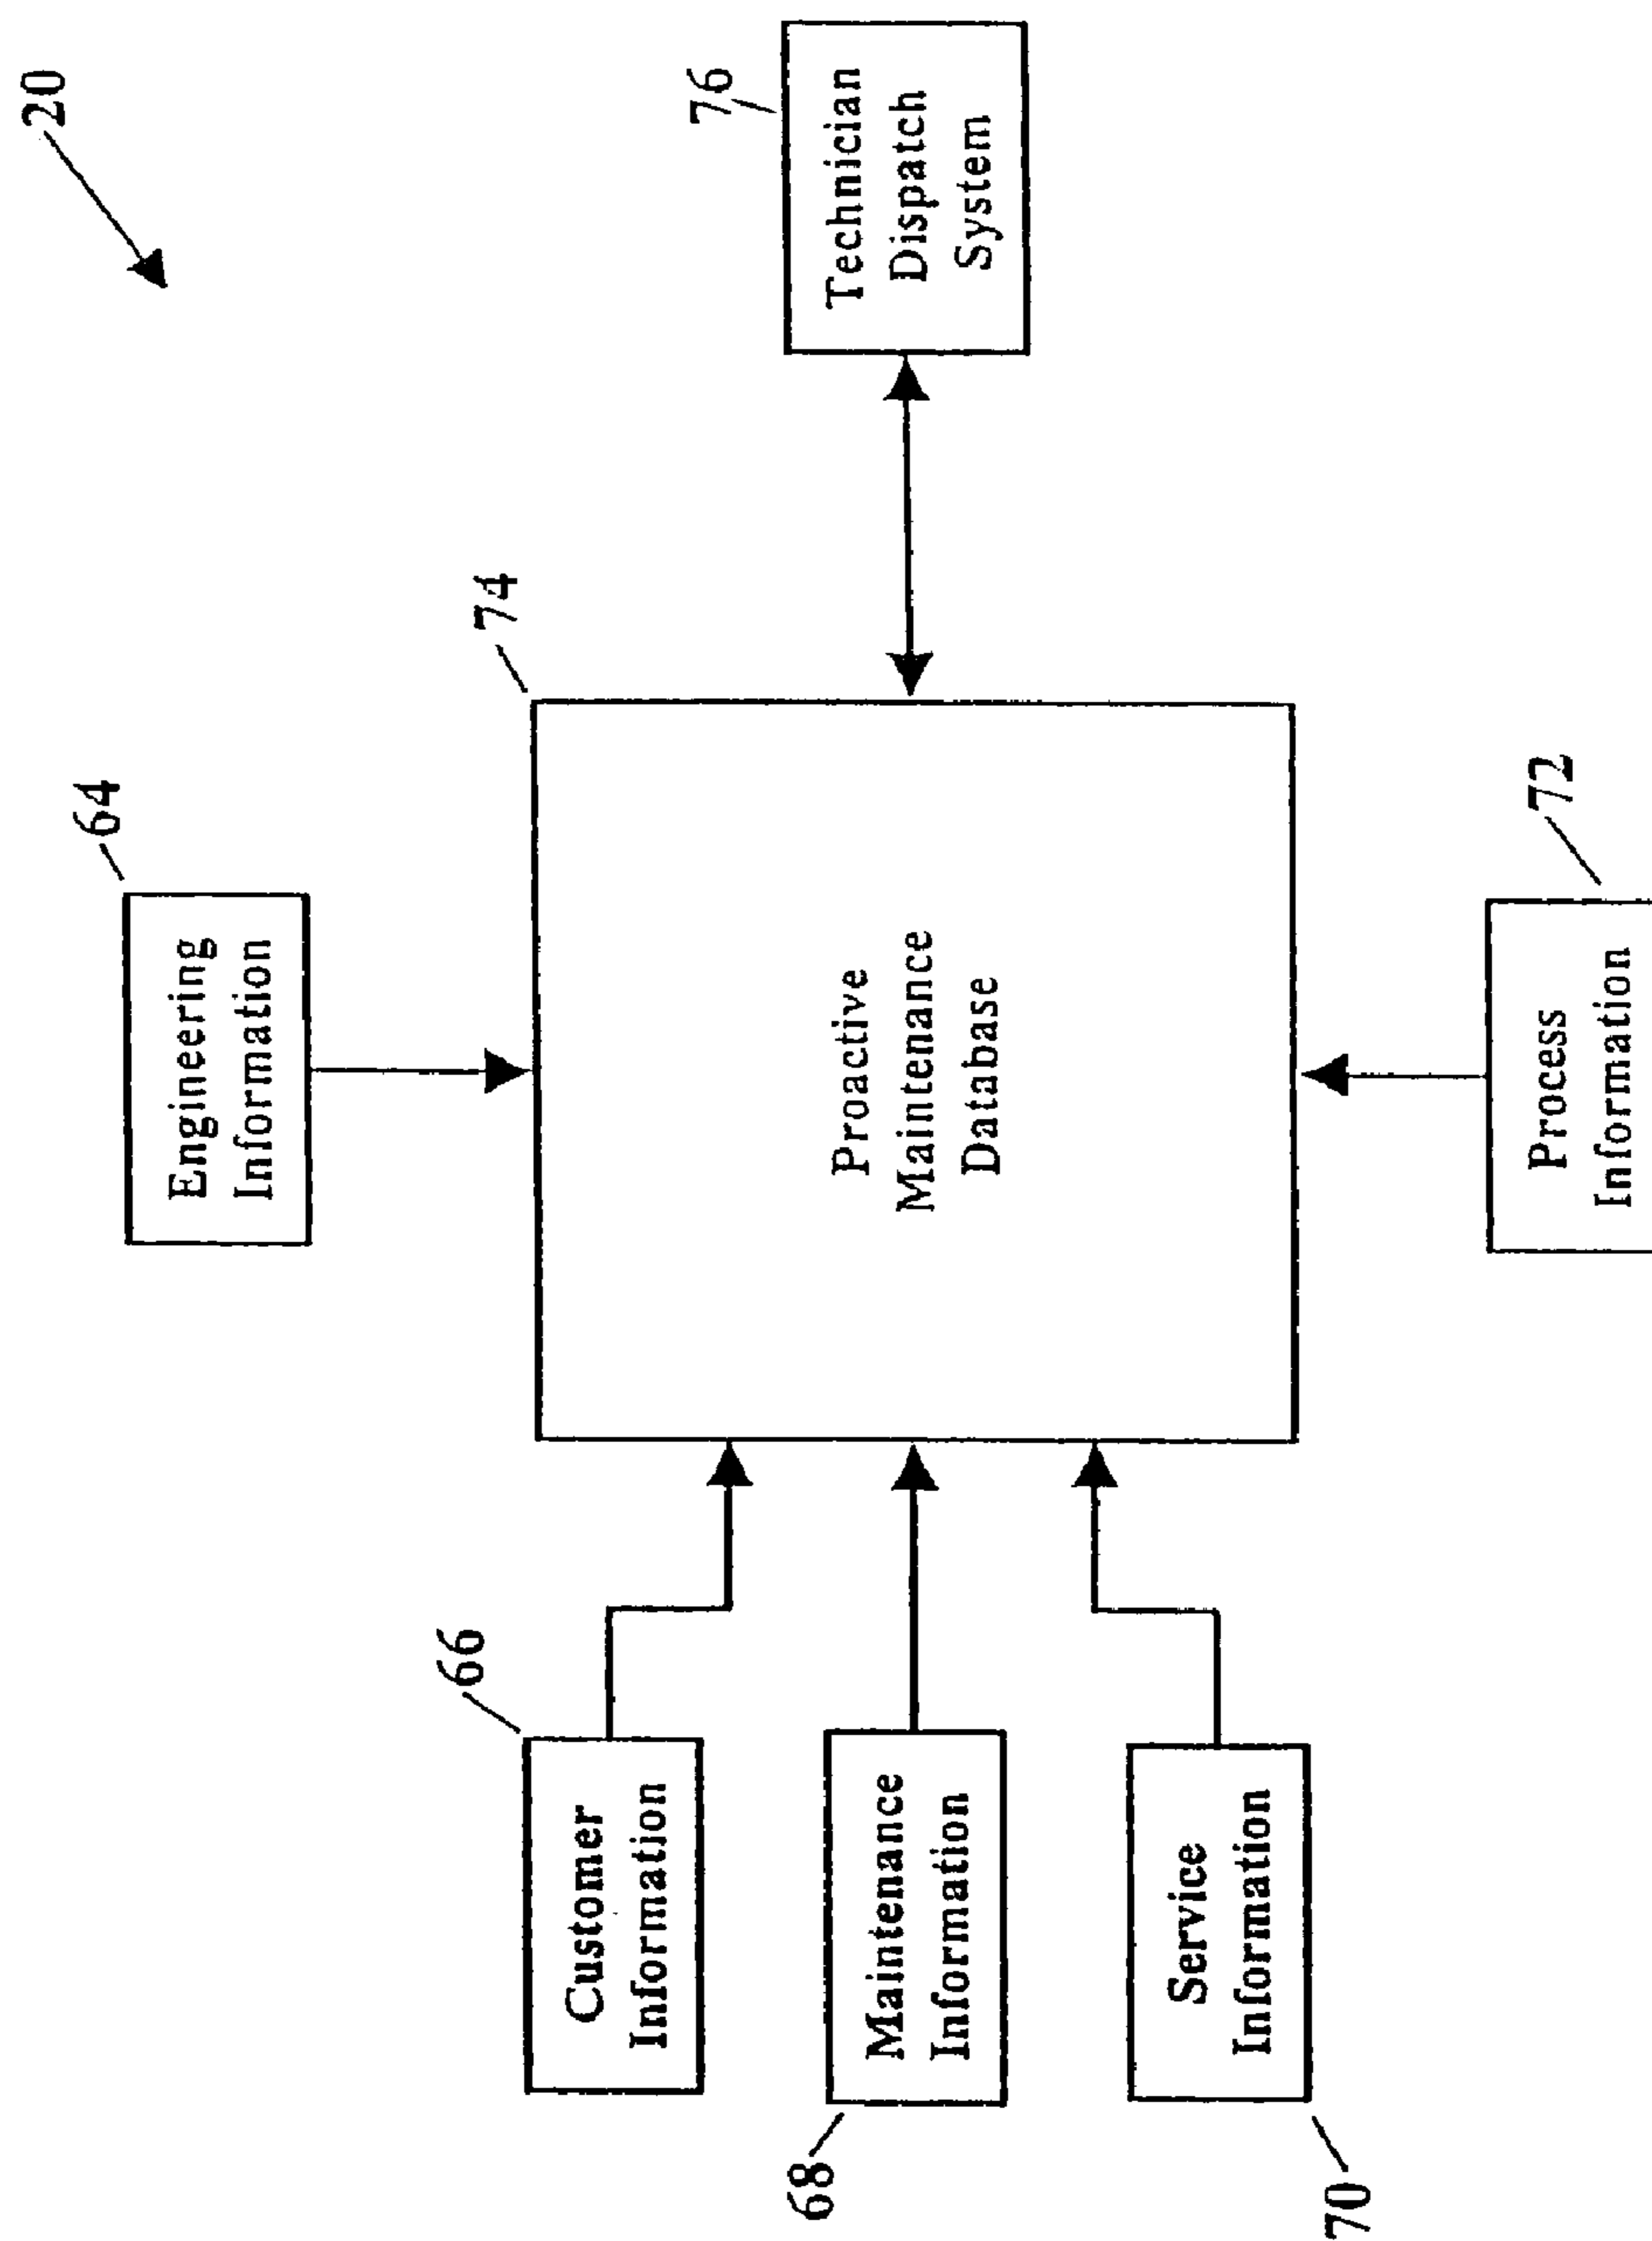 20
64
Engineering
Information
74
76
66
Customer
Information
Proactive
Maintenance
Database
Technician
Dispatch
System
68
Maintenance
Information
70
Service
Information
72
Process
Information